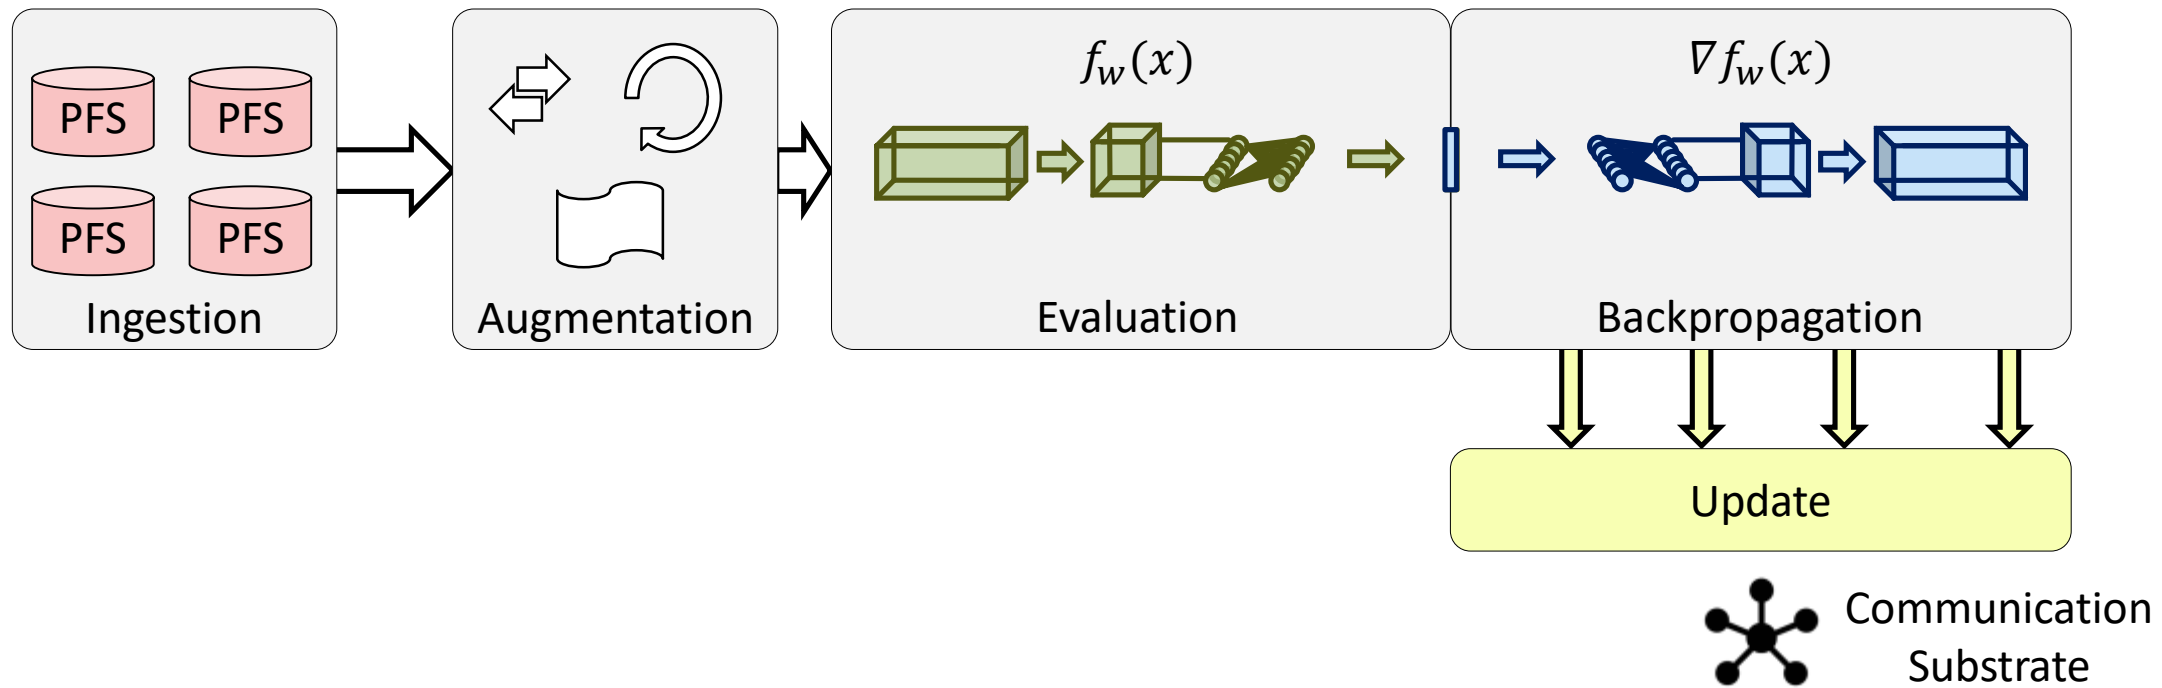 PFS PFS
PFS PFS
Ingestion
Augmentation
f_w(x)
Evaluation
∇f_w(x)
Backpropagation
Update
Communication
Substrate